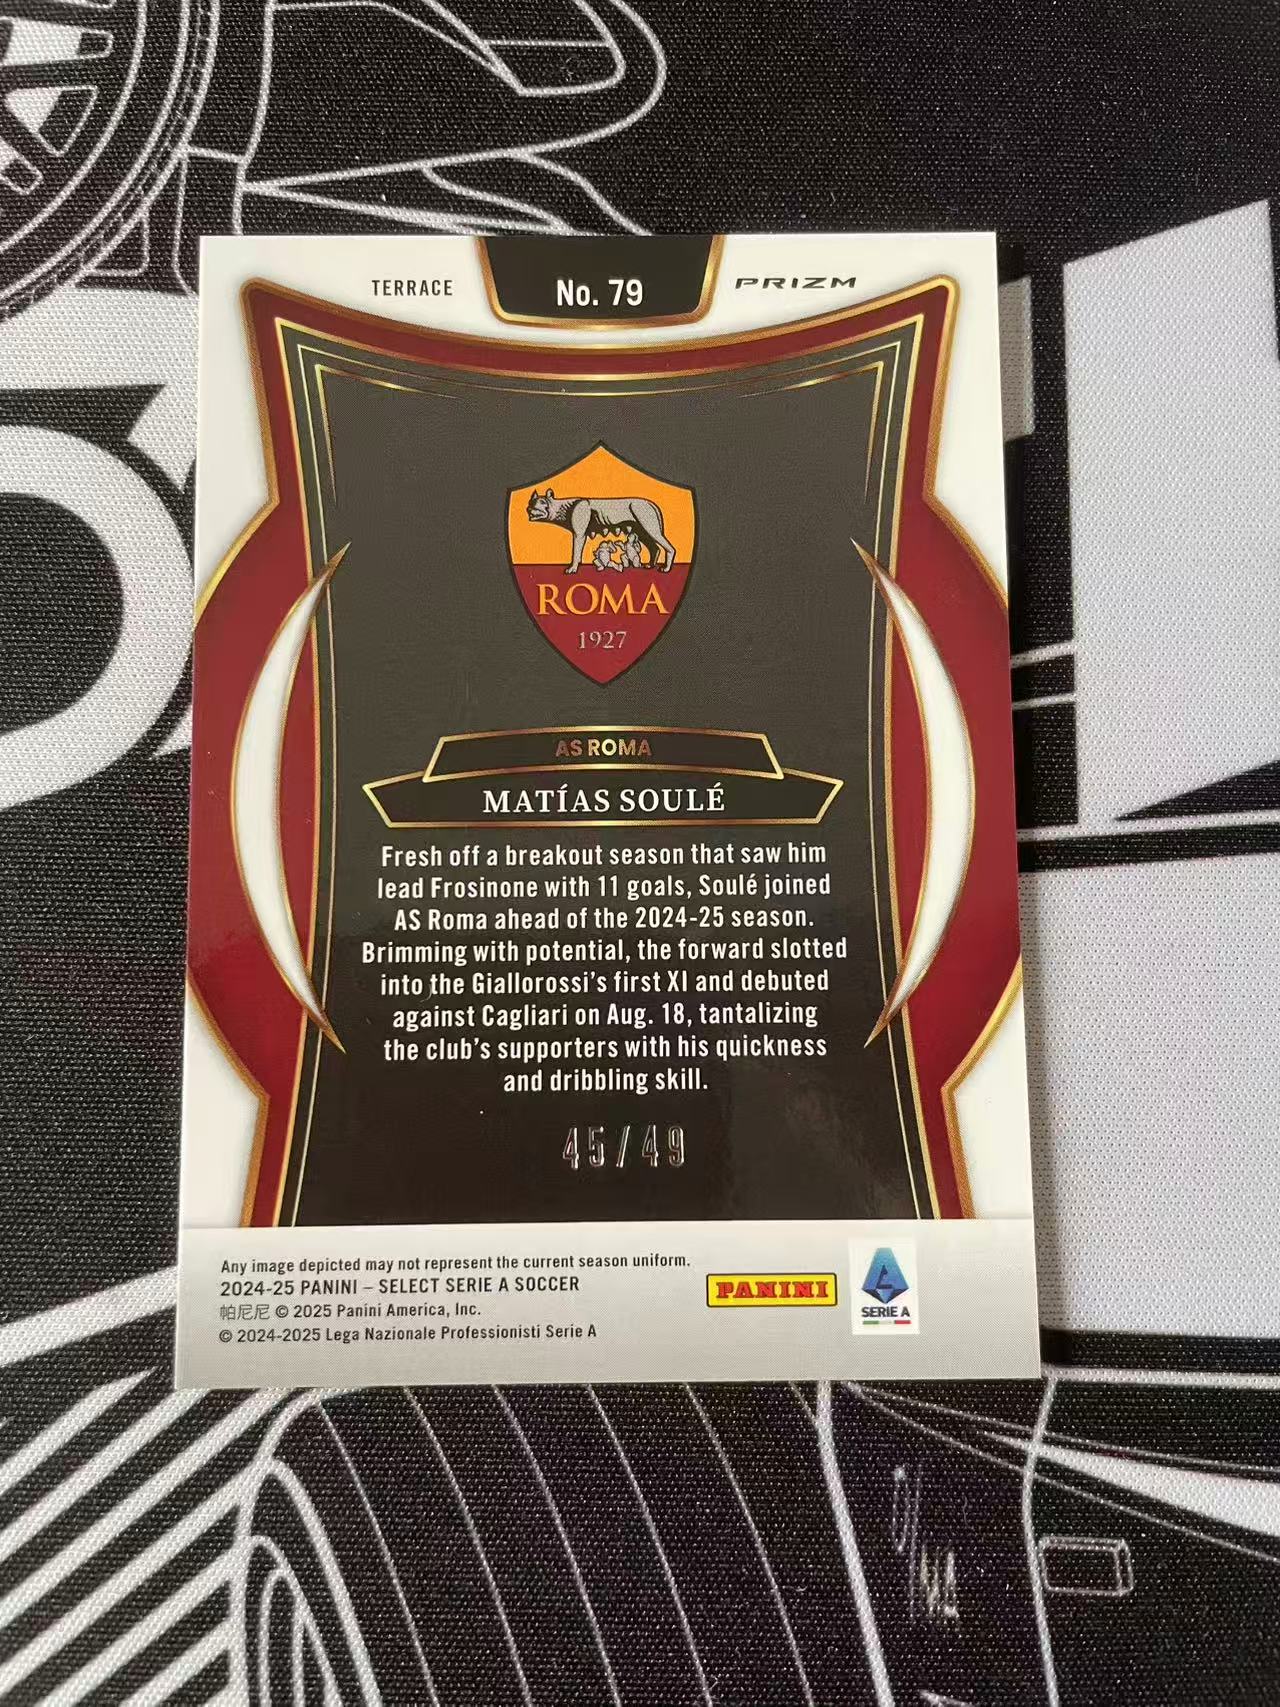 TERRACE
No. 79
PRIZM
ROMA
1927
AS ROMA
MATÍAS SOULÉ
Fresh off a breakout season that saw him
lead Frosinone with 11 goals, Soulé joined
AS Roma ahead of the 2024-25 season.
Brimming with potential, the forward slotted
into the Giallorossi's first XI and debuted
against Cagliari on Aug. 18, tantalizing
the club's supporters with his quickness
and dribbling skill.
45/49
Any image depicted may not represent the current season uniform.
2024-25 PANINI – SELECT SERIE A SOCCER
帕尼尼 © 2025 Panini America, Inc.
© 2024-2025 Lega Nazionale Professionisti Serie A
PANINI
SERIE A